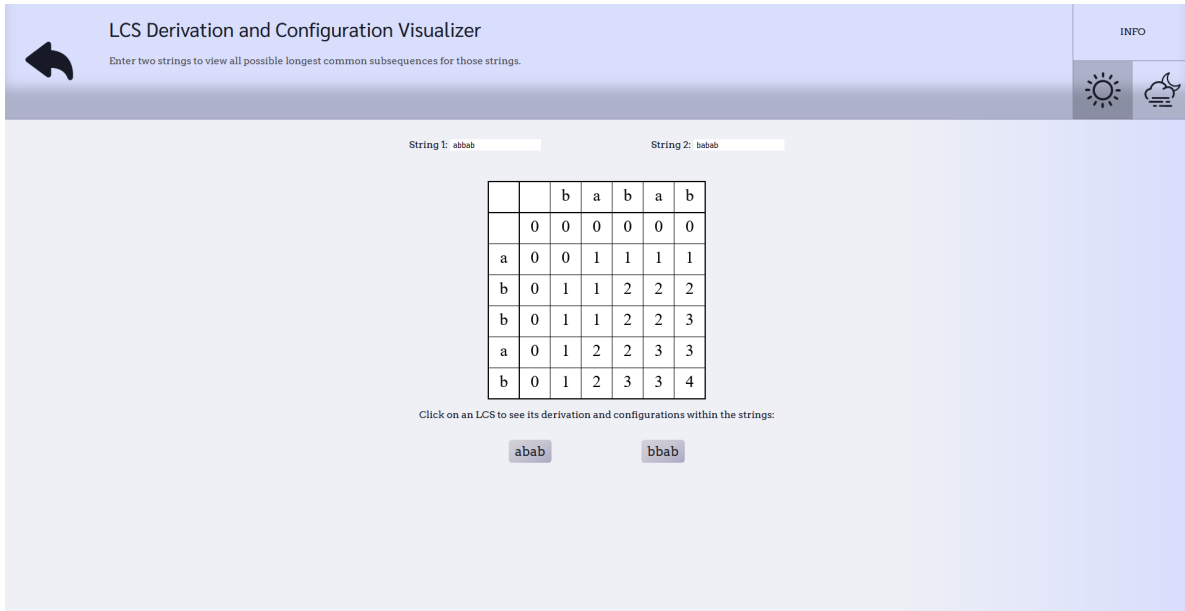 LCS Derivation and Configuration Visualizer
INFO
Enter two strings to view all possible longest common subsequences for those strings.
String 1: abbab
String 2: babab
b a b a b
0 0 0 0 0 0
a 0 0 1 1 1 1
b 0 1 1 2 2 2
b 0 1 1 2 2 3
a 0 1 2 2 3 3
b 0 1 2 3 3 4
Click on an LCS to see its derivation and configurations within the strings:
abab
bbab